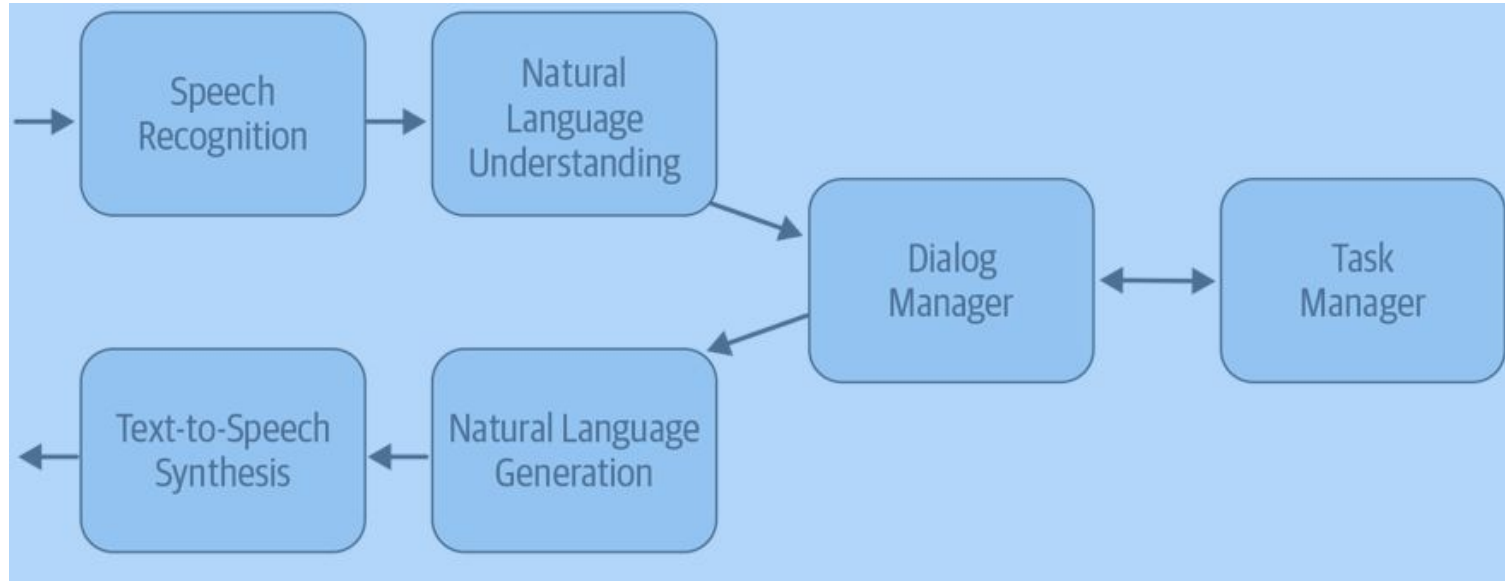 Speech
Recognition
Natural
Language
Understanding
Dialog
Manager
Task
Manager
Text-to-Speech
Synthesis
Natural Language
Generation